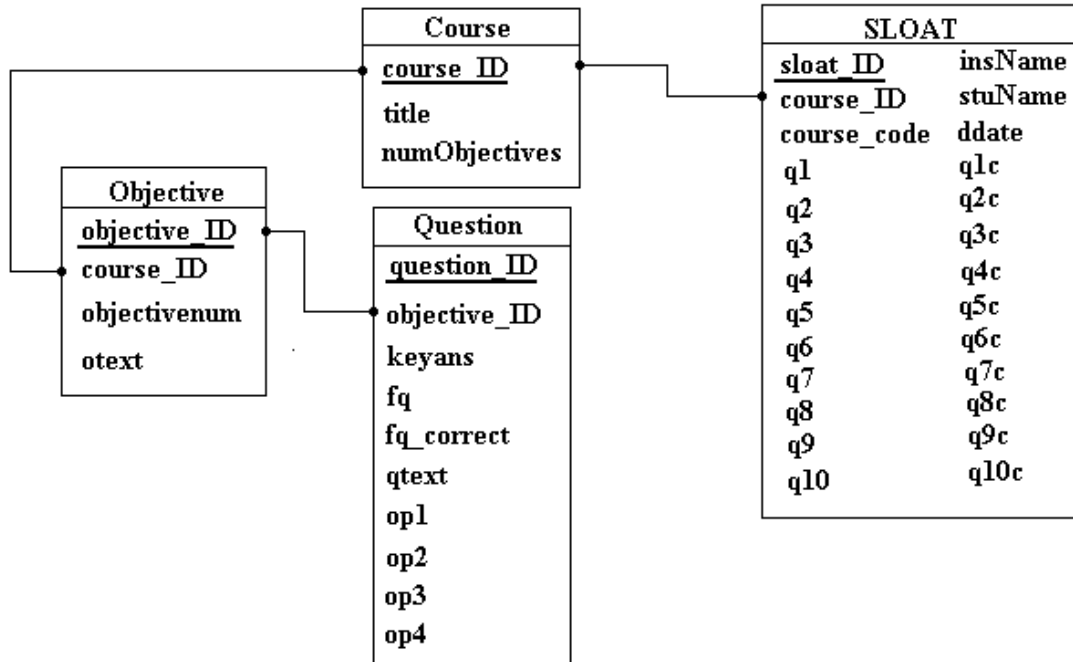 Course
course_ID
title
numObjectives
SLOAT
sloat_ID insName
course_ID stuName
course_code ddate
q1 q1c
q2 q2c
q3 q3c
q4 q4c
q5 q5c
q6 q6c
q7 q7c
q8 q8c
q9 q9c
q10 q10c
Objective
objective_ID
course_ID
objectivenum
otext
Question
question_ID
objective_ID
keyans
fq
fq_correct
qtext
op1
op2
op3
op4